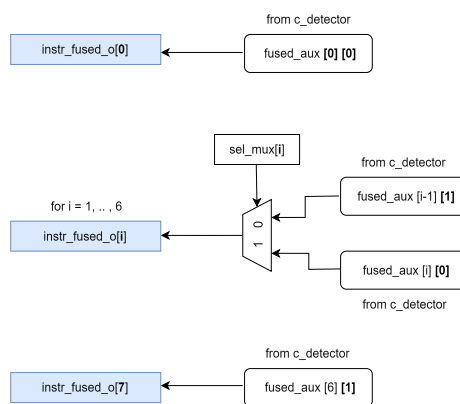 from c_detector
instr_fused_o[0]
fused_aux [0] [0]
sel_mux[i]
from c_detector
for i = 1, .. , 6
fused_aux [i-1] [1]
instr_fused_o[i]
1 0
fused_aux [i] [0]
from c_detector
from c_detector
instr_fused_o[7]
fused_aux [6] [1]